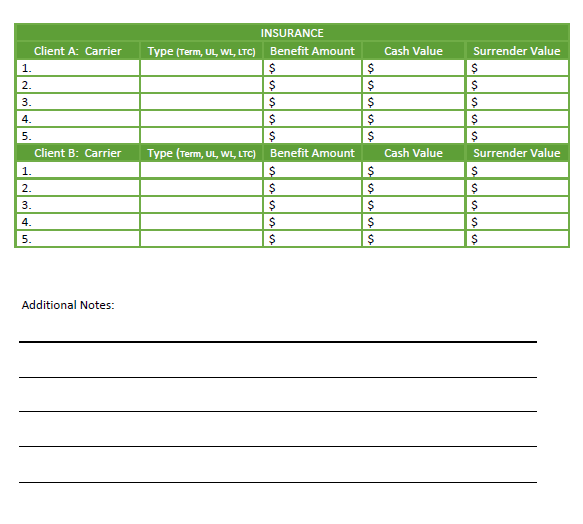 INSURANCE
Client A: Carrier Type (Term, UL, WL, LTC) Benefit Amount Cash Value Surrender Value
1. $ $ $
2. $ $ $
3. $ $ $
4. $ $ $
5. $ $ $
Client B: Carrier Type (Term, UL, WL, LTC) Benefit Amount Cash Value Surrender Value
1. $ $ $
2. $ $ $
3. $ $ $
4. $ $ $
5. $ $ $
Additional Notes: